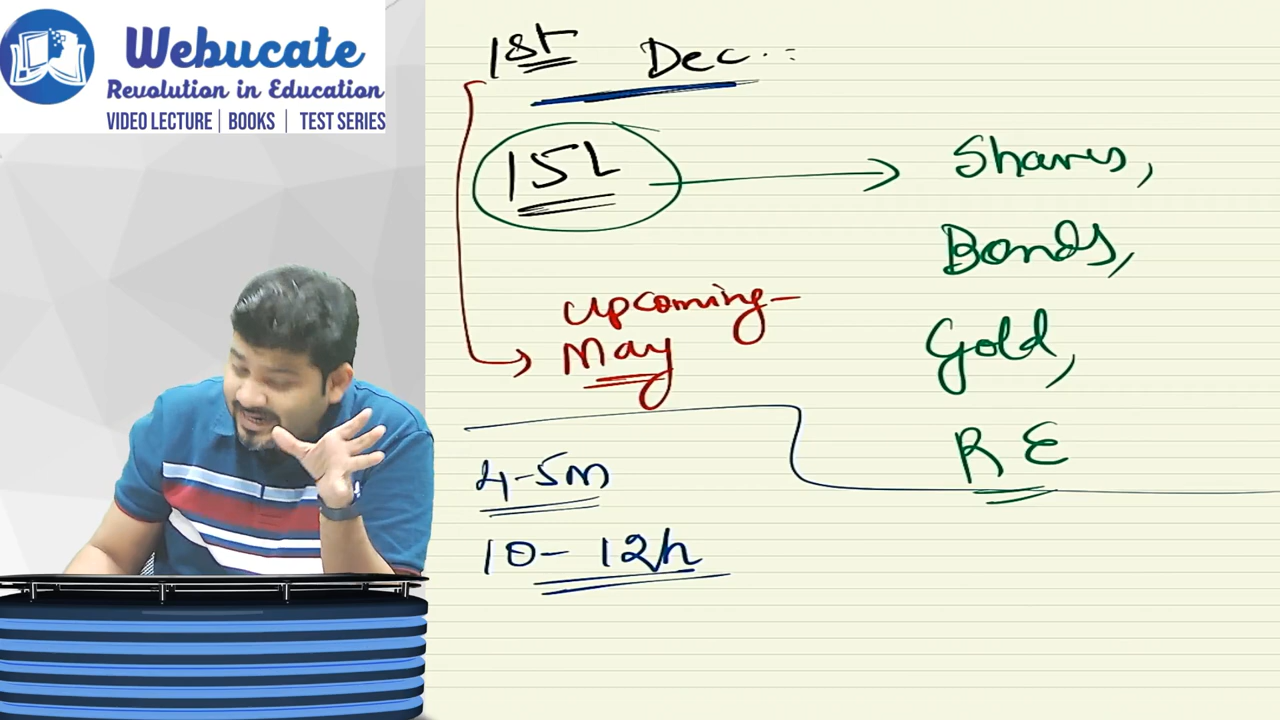 Webucate
Revolution in Education
VIDEO LECTURE | BOOKS | TEST SERIES
1st Dec
15L
Shares,
Bonds,
Gold,
RE
Upcoming
May
4-5m
10-12h